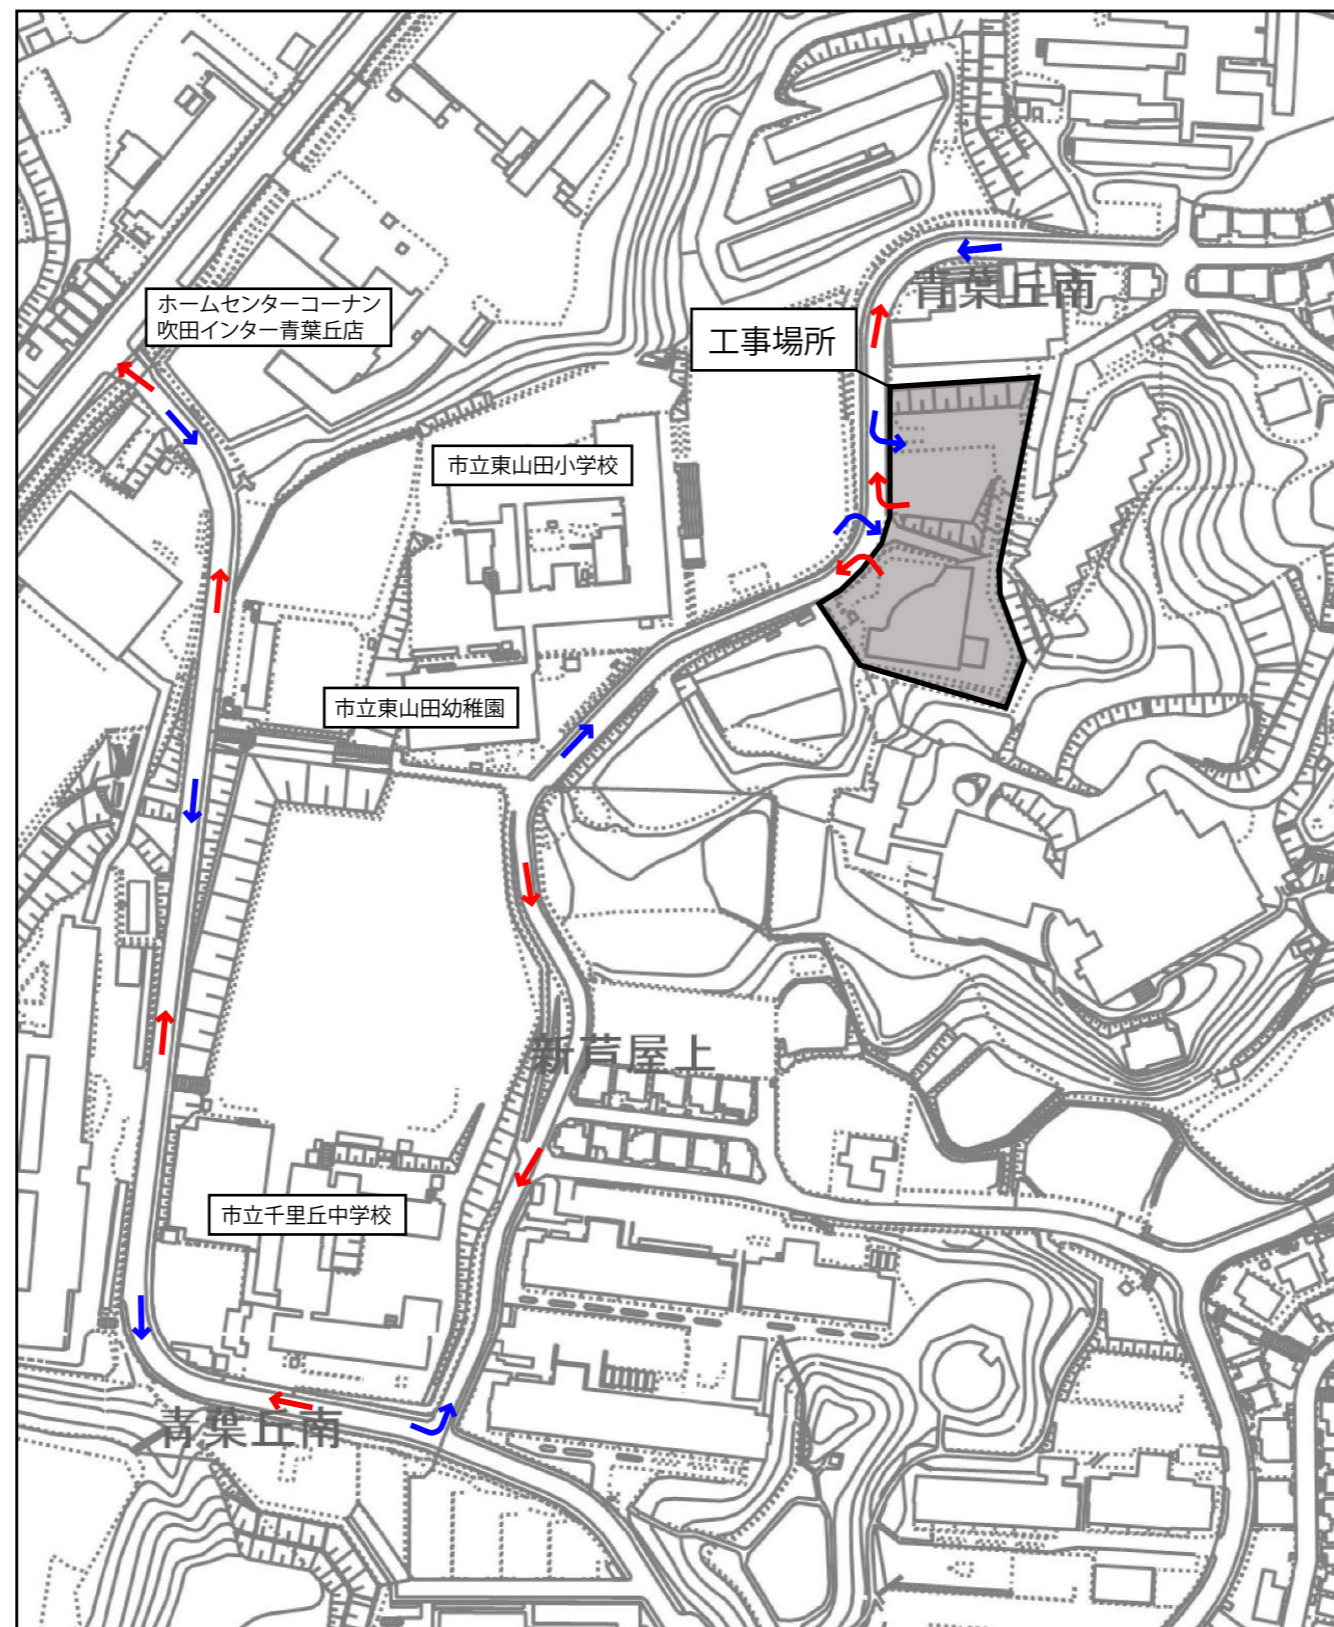 青葉丘南
ホームセンターコーナン
吹田インター青葉丘店
工事場所
市立東山田小学校
市立東山田幼稚園
新芦屋上
市立千里丘中学校
青葉丘南